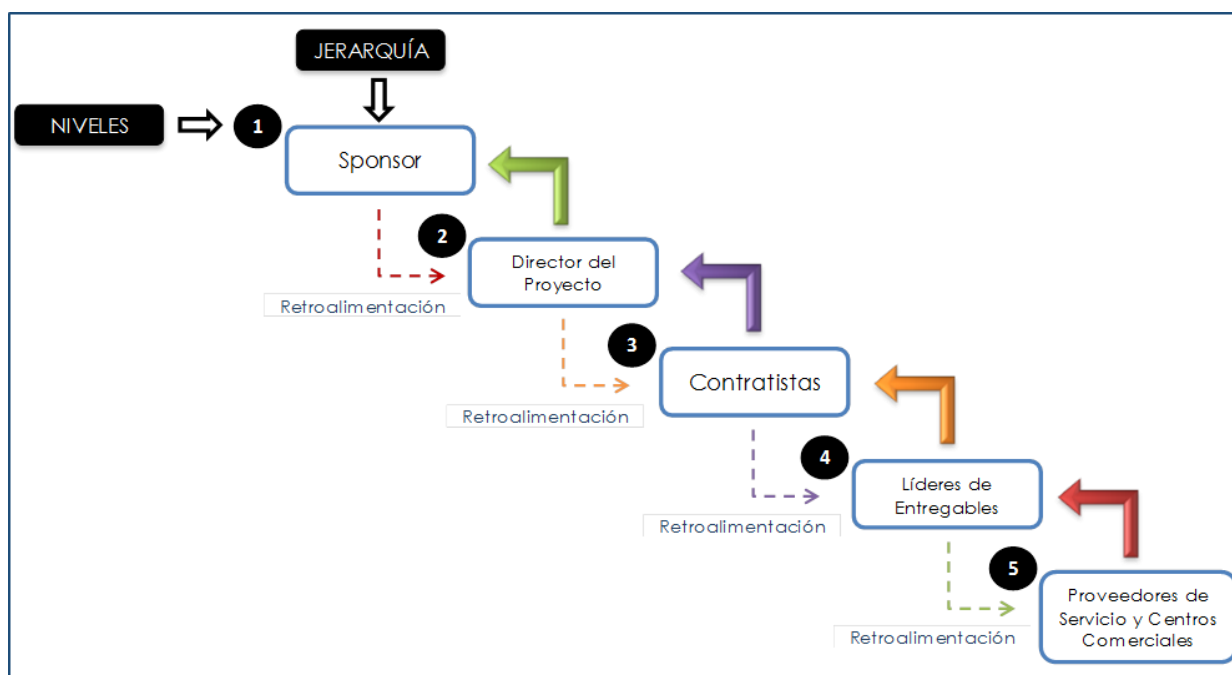 JERARQUÍA
NIVELES
1
Sponsor
2
Director del
Proyecto
Retroalimentación
3
Contratistas
Retroalimentación
4
Líderes de
Entregables
Retroalimentación
5
Proveedores de
Servicio y Centros
Comerciales
Retroalimentación